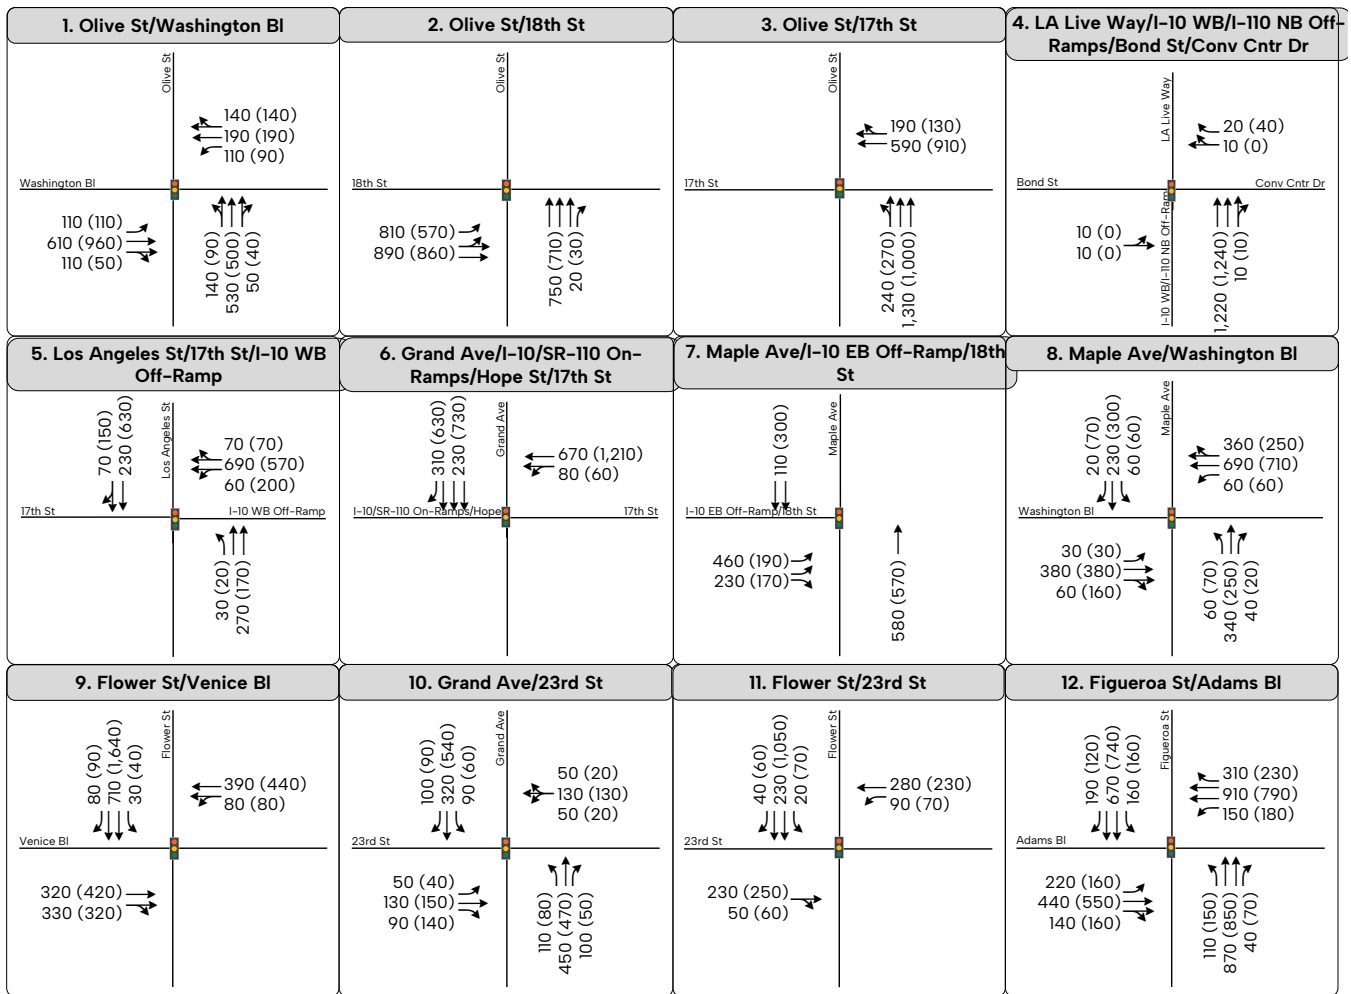 1. Olive St/Washington Bl
Olive St
140 (140)
190 (190)
110 (90)
Washington Bl
110 (110)
610 (960)
110 (50)
140 (90)
530 (500)
50 (40)
2. Olive St/18th St
Olive St
18th St
810 (570)
890 (860)
750 (710)
20 (30)
3. Olive St/17th St
Olive St
190 (130)
590 (910)
17th St
240 (270)
1,310 (1,000)
4. LA Live Way/I-10 WB/I-110 NB Off-
Ramps/Bond St/Conv Cntr Dr
LA Live Way
20 (40)
10 (0)
Bond St
Conv Cntr Dr
10 (0)
10 (0)
I-10 WB/I-110 NB Off-Ramp
1,220 (1,240)
10 (10)
5. Los Angeles St/17th St/I-10 WB
Off-Ramp
70 (150)
230 (630)
Los Angeles St
70 (70)
690 (570)
60 (200)
17th St
I-10 WB Off-Ramp
30 (20)
270 (170)
6. Grand Ave/I-10/SR-110 On-
Ramps/Hope St/17th St
310 (630)
230 (730)
Grand Ave
670 (1,210)
80 (60)
I-10/SR-110 On-Ramps/Hope
17th St
7. Maple Ave/I-10 EB Off-Ramp/18th
St
110 (300)
Maple Ave
I-10 EB Off-Ramp/18th St
460 (190)
230 (170)
580 (570)
8. Maple Ave/Washington Bl
20 (70)
230 (300)
60 (60)
Maple Ave
360 (250)
690 (710)
60 (60)
Washington Bl
30 (30)
380 (380)
60 (160)
60 (70)
340 (250)
40 (20)
9. Flower St/Venice Bl
80 (90)
710 (1,640)
30 (40)
Flower St
390 (440)
80 (80)
Venice Bl
320 (420)
330 (320)
10. Grand Ave/23rd St
100 (90)
320 (540)
90 (60)
Grand Ave
50 (20)
130 (130)
50 (20)
23rd St
50 (40)
130 (150)
90 (140)
110 (80)
450 (470)
100 (50)
11. Flower St/23rd St
40 (60)
230 (1,050)
20 (70)
Flower St
280 (230)
90 (70)
23rd St
230 (250)
50 (60)
12. Figueroa St/Adams Bl
190 (120)
670 (740)
160 (160)
Figueroa St
310 (230)
910 (790)
150 (180)
Adams Bl
220 (160)
440 (550)
140 (160)
110 (150)
870 (850)
40 (70)